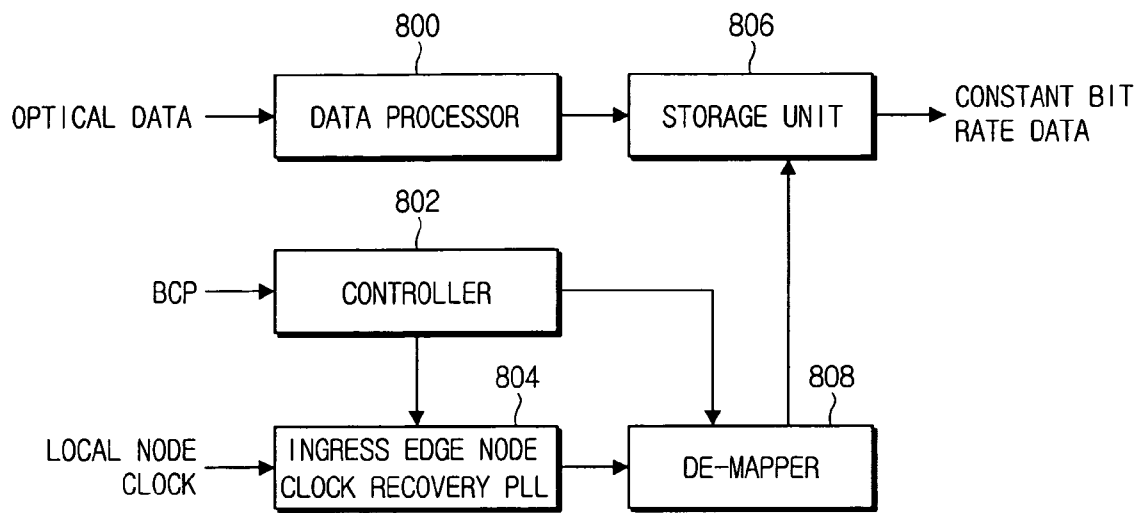 800
806
OPTICAL DATA
DATA PROCESSOR
STORAGE UNIT
CONSTANT BIT
RATE DATA
802
BCP
CONTROLLER
804
808
LOCAL NODE
CLOCK
INGRESS EDGE NODE
CLOCK RECOVERY PLL
DE-MAPPER